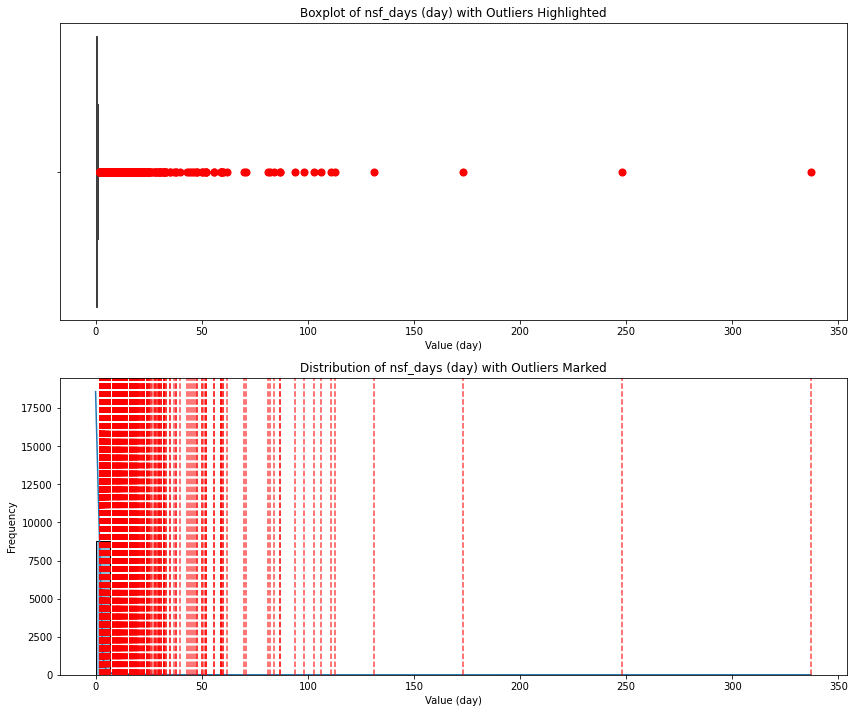 Boxplot of nsf_days (day) with Outliers Highlighted
0 50 100 150 200 250 300 350
Value (day)
Distribution of nsf_days (day) with Outliers Marked
17500
15000
12500
10000
7500
5000
2500
0
Frequency
0 50 100 150 200 250 300 350
Value (day)